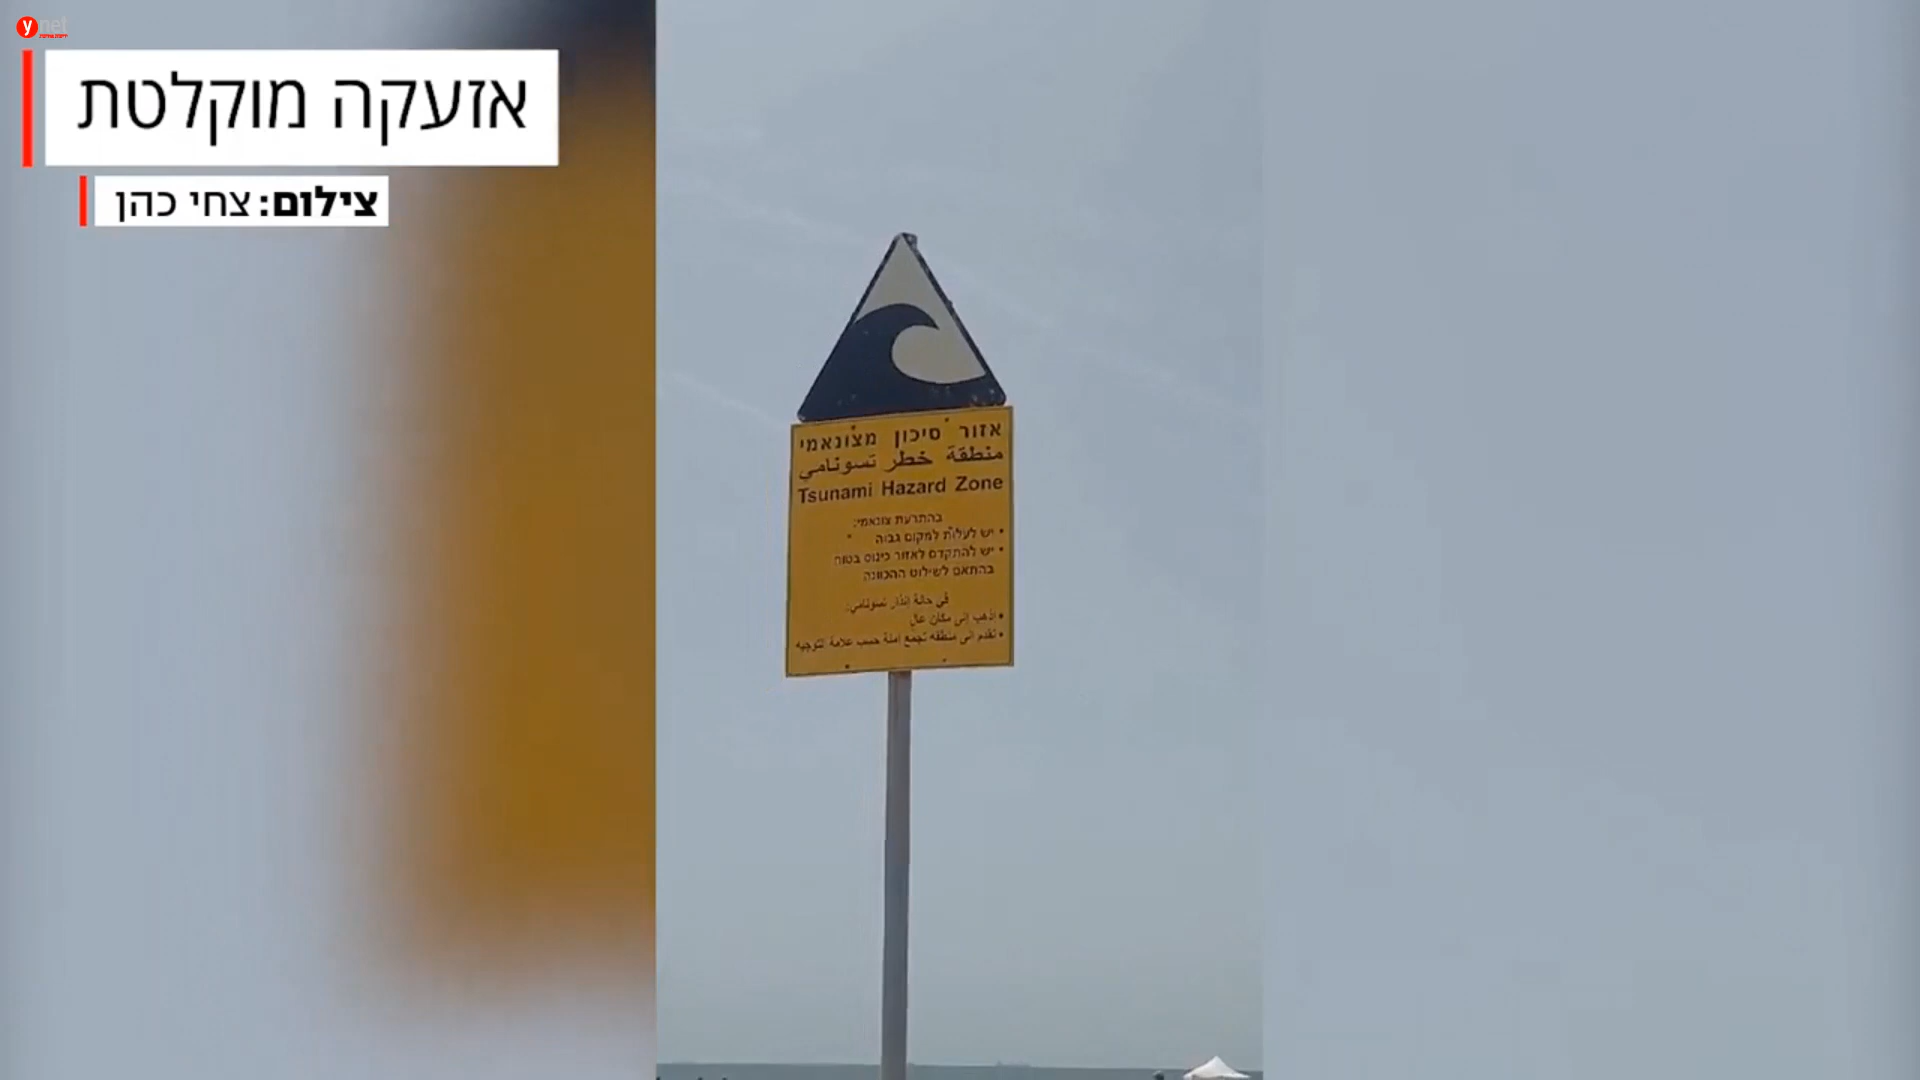 ynet
אזעקה מוקלטת
צילום: צחי כהן
אזור סיכון מצונאמי
منطقة خطر تسونامي
Tsunami Hazard Zone
בהתרעת צונאמי:
• יש לעלות למקום גבוה
• יש להתקדם לאזור כינוס בטוח
בהתאם לשילוט ההכוונה
في حالة إنذار تسونامي:
• اذهب إلى مكان عال
• تقدم الى منطقة تجمع امنة حسب علامة التوجيه